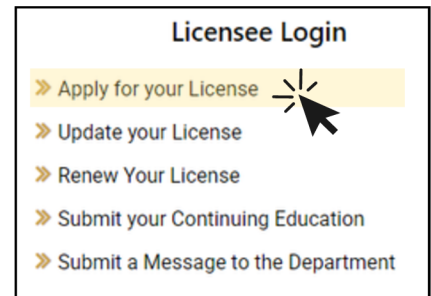 Licensee Login
Apply for your License
Update your License
Renew Your License
Submit your Continuing Education
Submit a Message to the Department